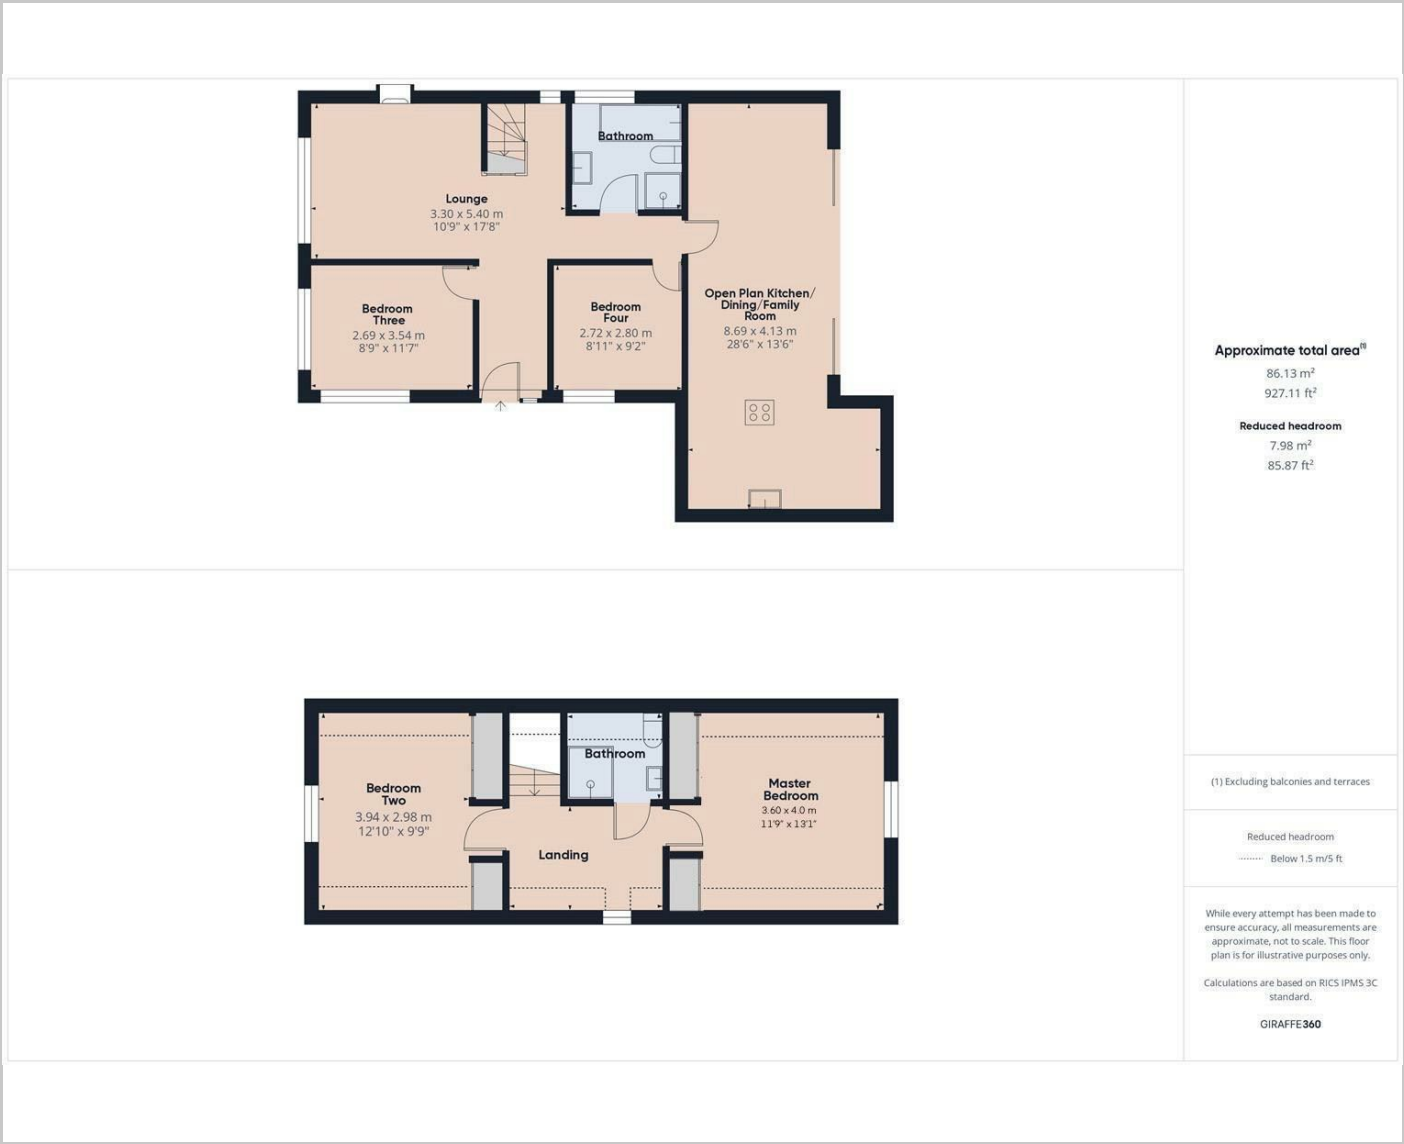 Bathroom
Lounge
3.30 x 5.40 m
10'9" x 17'8"
Bedroom
Three
2.69 x 3.54 m
8'9" x 11'7"
Bedroom
Four
2.72 x 2.80 m
8'11" x 9'2"
Open Plan Kitchen/
Dining/Family
Room
8.69 x 4.13 m
28'6" x 13'6"
Bedroom
Two
3.94 x 2.98 m
12'10" x 9'9"
Bathroom
Landing
Master
Bedroom
3.60 x 4.0 m
11'9" x 13'1"
Approximate total area(1)
86.13 m²
927.11 ft²
Reduced headroom
7.98 m²
85.87 ft²
(1) Excluding balconies and terraces
Reduced headroom
Below 1.5 m/5 ft
While every attempt has been made to
ensure accuracy, all measurements are
approximate, not to scale. This floor
plan is for illustrative purposes only.
Calculations are based on RICS IPMS 3C
standard.
GIRAFFE360